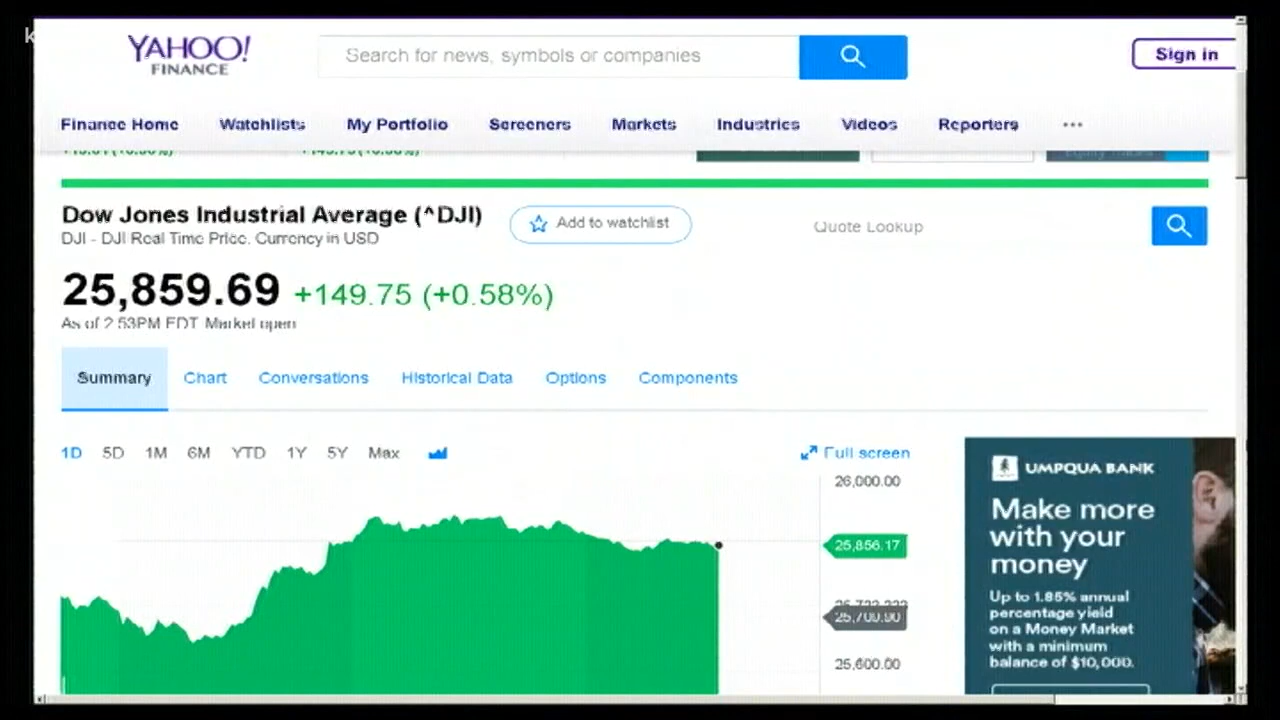 YAHOO!
FINANCE
Search for news, symbols or companies
Sign in
Finance Home Watchlists My Portfolio Screeners Markets Industries Videos Reporters ...
Dow Jones Industrial Average (^DJI)
Add to watchlist
Quote Lookup
DJI - DJI Real Time Price. Currency in USD
25,859.69 +149.75 (+0.58%)
As of 2:53PM EDT. Market open
Summary Chart Conversations Historical Data Options Components
1D 5D 1M 6M YTD 1Y 5Y Max
Full screen
26,000.00
25,856.17
25,600.00
UMPQUA BANK
Make more
with your
money
Up to 1.85% annual
percentage yield
on a Money Market
with a minimum
balance of $10,000.